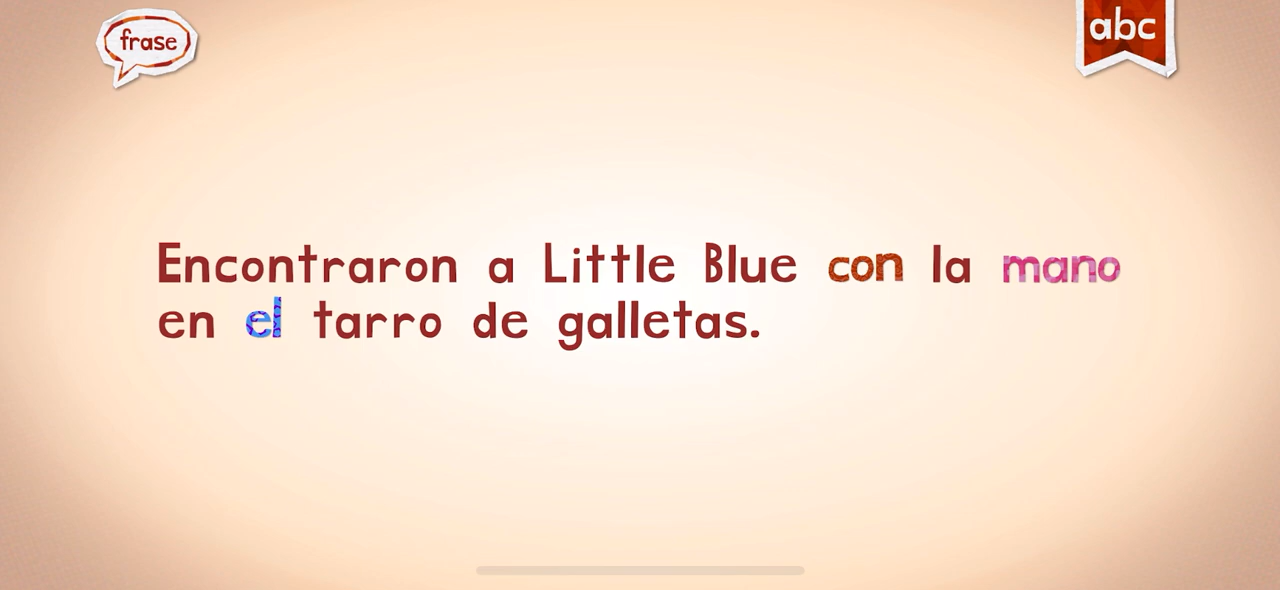 frase
abc
Encontraron a Little Blue con la mano
en el tarro de galletas.